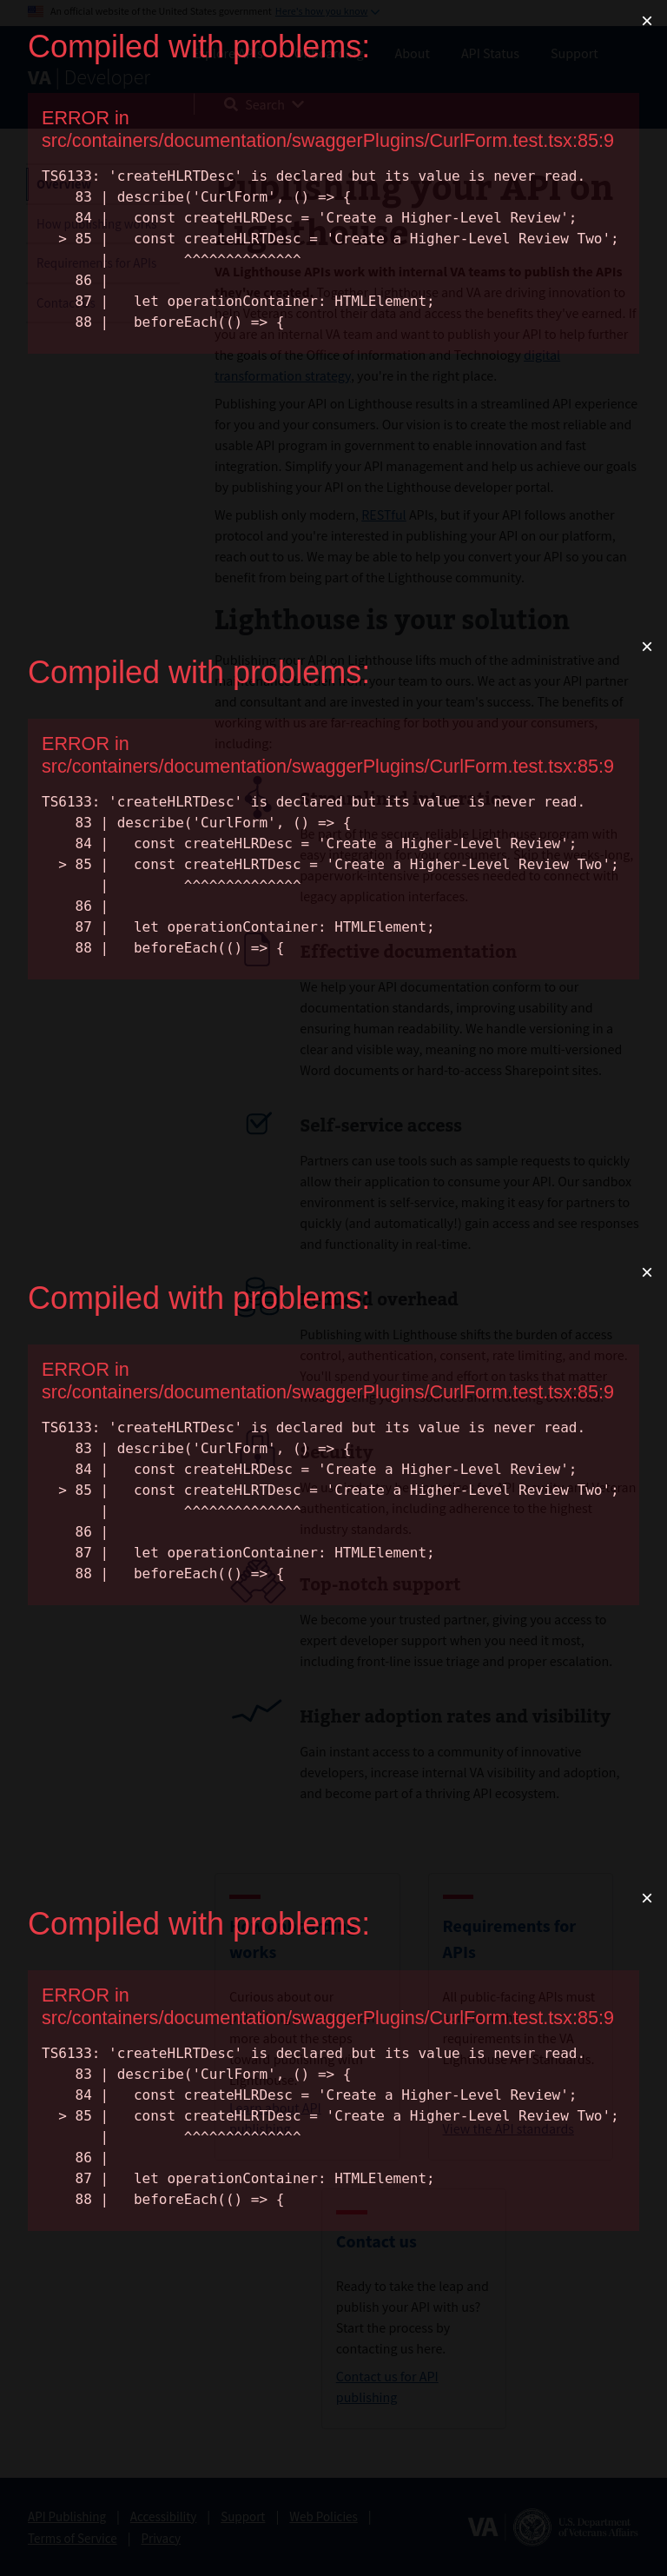 An official website of the United States government Here's how you know
×
Compiled with problems:
About API Status Support
VA | Developer
Search
ERROR in
src/containers/documentation/swaggerPlugins/CurlForm.test.tsx:85:9
TS6133: 'createHLRTDesc' is declared but its value is never read.
83 | describe('CurlForm', () => {
84 |   const createHLRDesc = 'Create a Higher-Level Review';
> 85 |   const createHLRTDesc = 'Create a Higher-Level Review Two';
|         ^^^^^^^^^^^^^^
86 |
87 |   let operationContainer: HTMLElement;
88 |   beforeEach(() => {
Overview
How publishing works
Requirements for APIs
Publishing your API on
Lighthouse
VA Lighthouse APIs work with internal VA teams to publish the APIs
they've created. Together, Lighthouse and VA are driving innovation to
help Veterans control their data and access the benefits they've earned. If
you are an internal VA team and want to publish your API to help further
the goals of the Office of Information and Technology digital
transformation strategy, you're in the right place.
Publishing your API on Lighthouse results in a streamlined API experience
for you and your consumers. Our vision is to create the most reliable and
usable API program in government to enable innovation and fast
integration. Simplify your API management and help us achieve our goals
by publishing your API on the Lighthouse developer portal.
We publish only modern, RESTful APIs, but if your API follows another
protocol and you're interested in publishing your API on our platform,
reach out to us. We may be able to help you convert your API so you can
benefit from being part of the Lighthouse community.
Lighthouse is your solution
×
Compiled with problems:
Publishing your API on Lighthouse lifts much of the administrative and
your team to ours. We act as your API partner
and consultant and are invested in your team's success. The benefits of
working with us are far-reaching for both you and your consumers,
including:
ERROR in
src/containers/documentation/swaggerPlugins/CurlForm.test.tsx:85:9
TS6133: 'createHLRTDesc' is declared but its value is never read.
83 | describe('CurlForm', () => {
84 |   const createHLRDesc = 'Create a Higher-Level Review';
> 85 |   const createHLRTDesc = 'Create a Higher-Level Review Two';
|         ^^^^^^^^^^^^^^
86 |
87 |   let operationContainer: HTMLElement;
88 |   beforeEach(() => {
Streamlined integration
Be part of the secure, reliable Lighthouse program with
easy integration for your consumers. Skip the weeks-long,
paperwork-intensive processes needed to connect with
legacy application interfaces.
Effective documentation
We help your API documentation conform to our
documentation standards, improving usability and
ensuring human readability. We handle versioning in a
clear and visible way, meaning no more multi-versioned
Word documents or hard-to-access Sharepoint sites.
Self-service access
Partners can use tools such as sample requests to quickly
allow their application to consume your API. Our sandbox
environment is self-service, making it easy for partners to
quickly (and automatically!) gain access and see responses
and functionality in real-time.
×
Compiled with problems:
overhead
Publishing with Lighthouse shifts the burden of access
control, authentication, consent, rate limiting, and more.
You'll spend your time and effort on tasks that matter
ERROR in
src/containers/documentation/swaggerPlugins/CurlForm.test.tsx:85:9
TS6133: 'createHLRTDesc' is declared but its value is never read.
83 | describe('CurlForm', () => {
84 |   const createHLRDesc = 'Create a Higher-Level Review';
> 85 |   const createHLRTDesc = 'Create a Higher-Level Review Two';
|         ^^^^^^^^^^^^^^
86 |
87 |   let operationContainer: HTMLElement;
88 |   beforeEach(() => {
Security
authentication, including adherence to the highest
industry standards.
Top-notch support
We become your trusted partner, giving you access to
expert developer support when you need it most,
including front-line issue triage and proper escalation.
Higher adoption rates and visibility
Gain instant access to a community of innovative
developers, increase internal VA visibility and adoption,
and become part of a thriving API ecosystem.
×
Compiled with problems:
works
Requirements for
APIs
ERROR in
src/containers/documentation/swaggerPlugins/CurlForm.test.tsx:85:9
TS6133: 'createHLRTDesc' is declared but its value is never read.
83 | describe('CurlForm', () => {
84 |   const createHLRDesc = 'Create a Higher-Level Review';
> 85 |   const createHLRTDesc = 'Create a Higher-Level Review Two';
|         ^^^^^^^^^^^^^^
86 |
87 |   let operationContainer: HTMLElement;
88 |   beforeEach(() => {
Curious about our
more about the steps
toward publishing with
All public-facing APIs must
requirements in the VA
Lighthouse API Standards.
View the API standards
Contact us
Ready to take the leap and
publish your API with us?
Start the process by
contacting us here.
Contact us for API
publishing
API Publishing | Accessibility | Support | Web Policies |
Terms of Service | Privacy
VA
U.S. Department
of Veterans Affairs